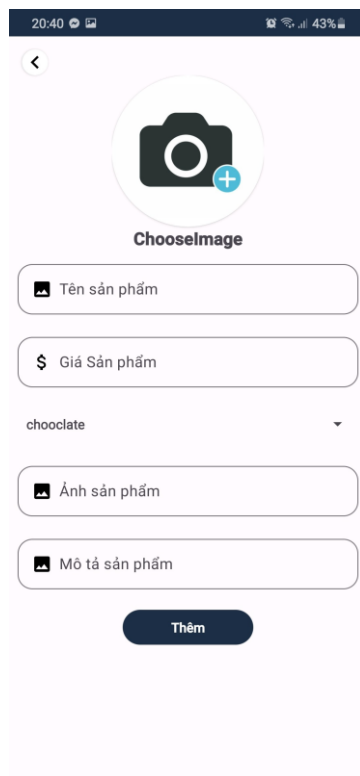 20:40 43%
ChooseImage
Tên sản phẩm
Giá Sản phẩm
chooclate
Ảnh sản phẩm
Mô tả sản phẩm
Thêm